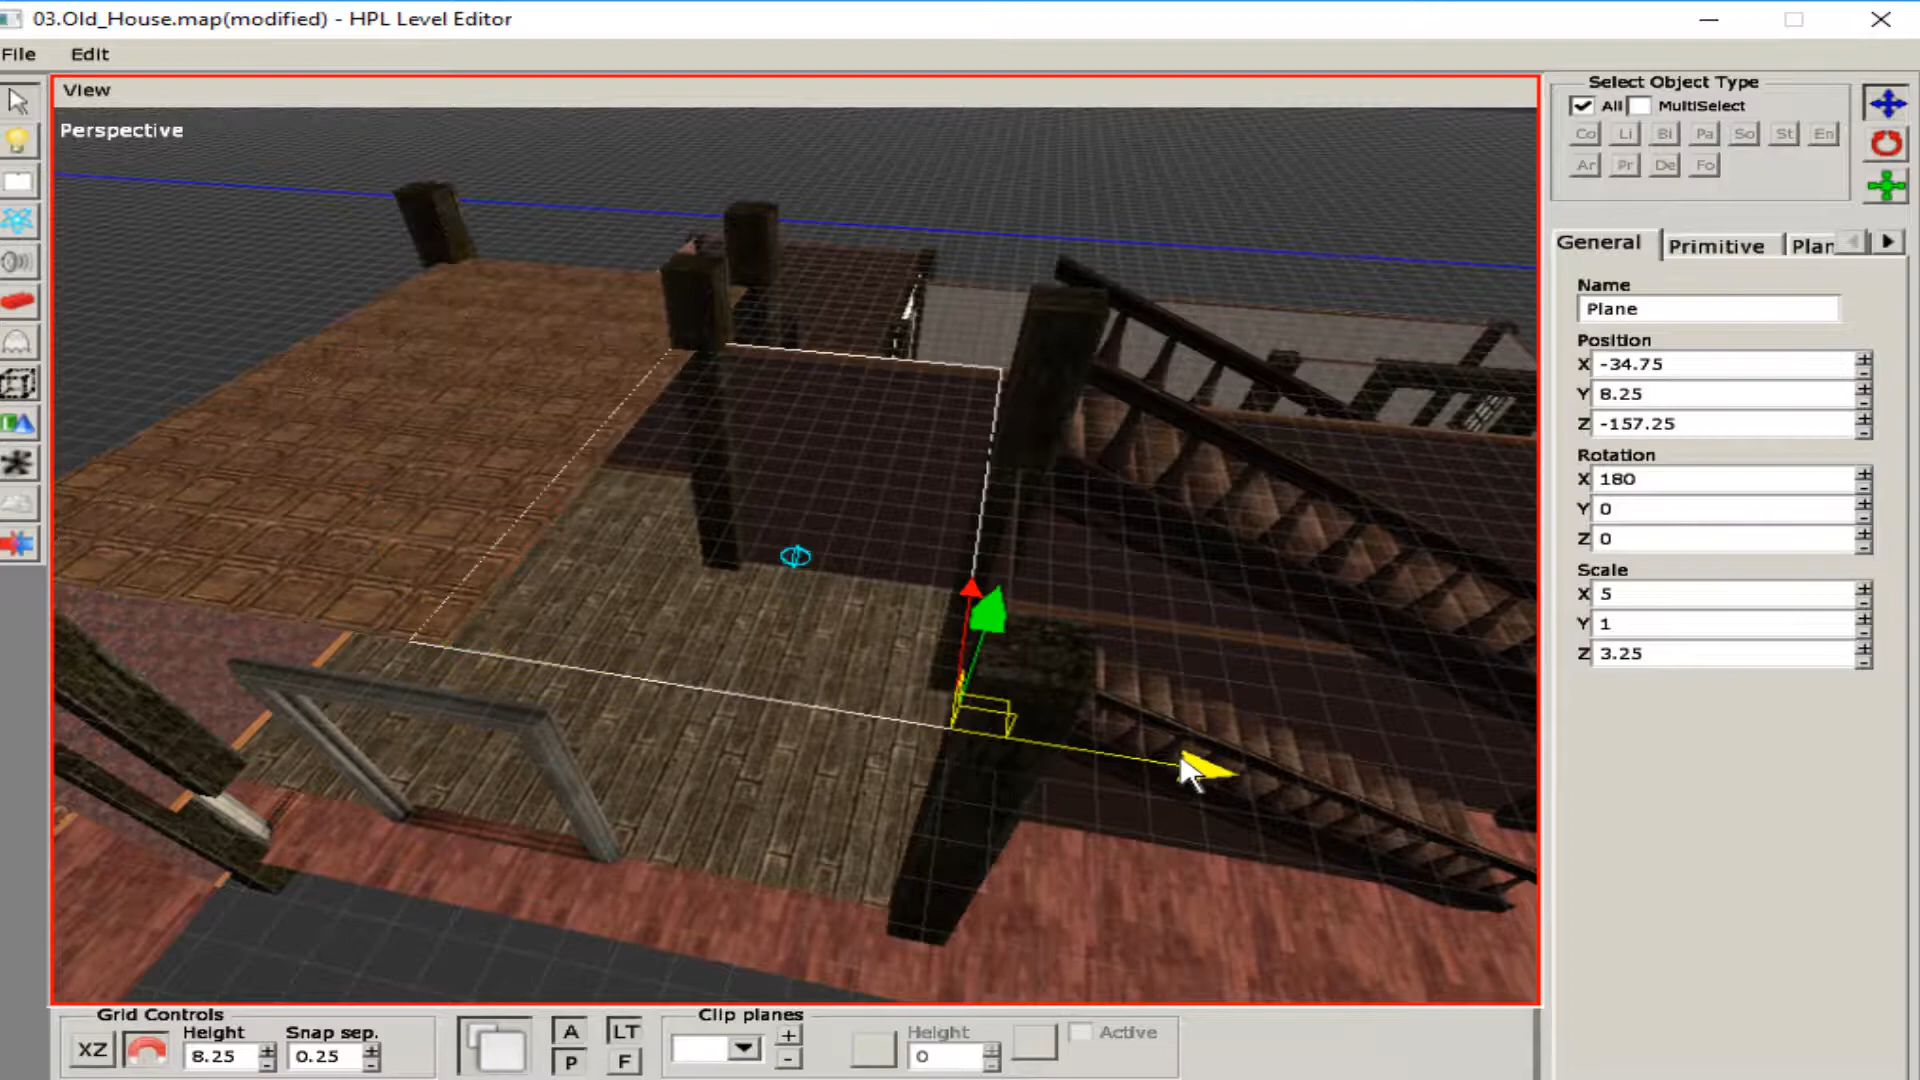 03.Old_House.map(modified) - HPL Level Editor
File Edit
View
Perspective
Select Object Type
All MultiSelect
Co Li Bi Pa So St En
Ar Pr De Fo
General Primitive Plar
Name
Plane
Position
X -34.75
Y 8.25
Z -157.25
Rotation
X 180
Y 0
Z 0
Scale
X 5
Y 1
Z 3.25
Grid Controls
XZ Height 8.25 Snap sep. 0.25
A LT
P F
Clip planes
+
-
Height
0
Active